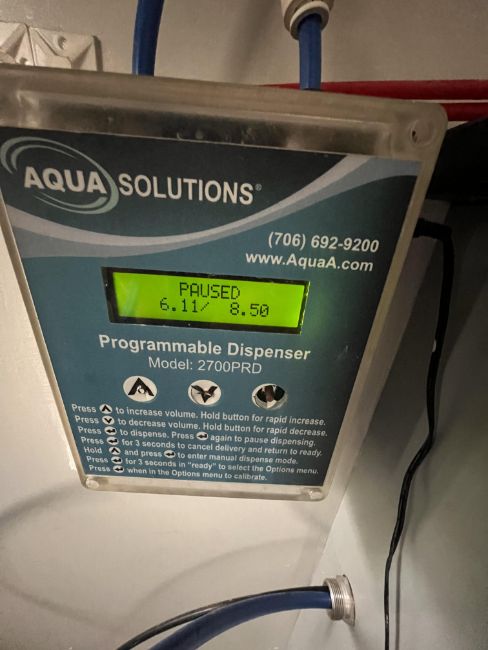 AQUA SOLUTIONS®
(706) 692-9200
www.AquaA.com
PAUSED
6.11/ 8.50
Programmable Dispenser
Model: 2700PRD
Press to increase volume. Hold button for rapid increase.
Press to decrease volume. Hold button for rapid decrease.
Press to dispense. Press again to pause dispensing.
Press for 3 seconds to cancel delivery and return to ready.
Hold and press to enter manual dispense mode.
Press for 3 seconds in "ready" to select the Options menu.
Press when in the Options menu to calibrate.